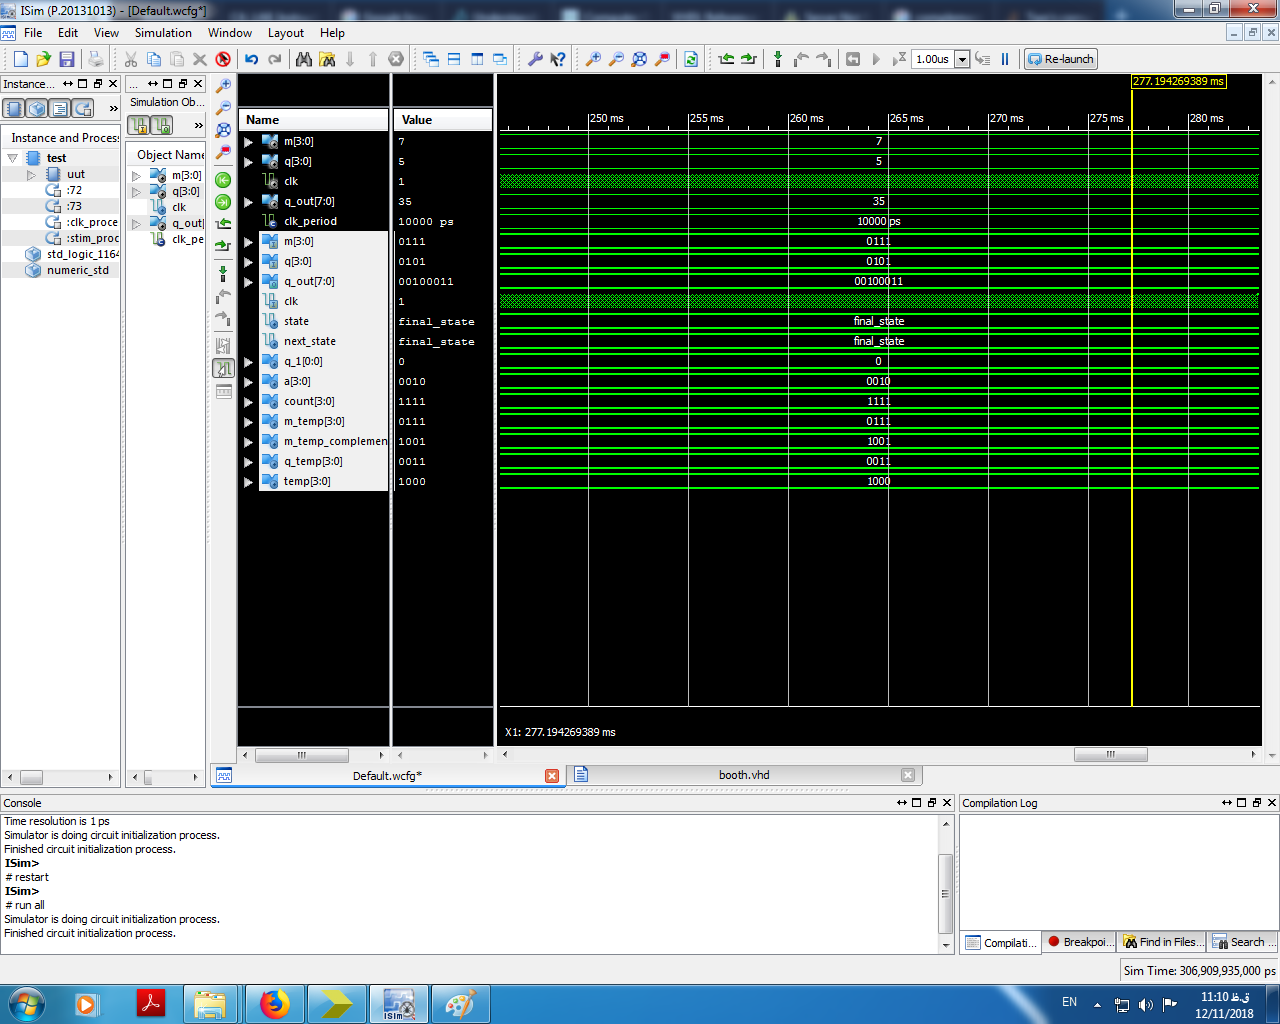 ISim (P.20131013) - [Default.wcfg*]
File Edit View Simulation Window Layout Help
1.00us
Re-launch
Instance...
...
Simulation Ob
Instance and Proces
test
uut
:72
:73
:clk_proce
:stim_proc
std_logic_1164
numeric_std
Object Name
m[3:0]
q[3:0]
clk
q_out[
clk_pe
Name Value
m[3:0] 7
q[3:0] 5
clk 1
q_out[7:0] 35
clk_period 10000 ps
m[3:0] 0111
q[3:0] 0101
q_out[7:0] 00100011
clk 1
state final_state
next_state final_state
q_1[0:0] 0
a[3:0] 0010
count[3:0] 1111
m_temp[3:0] 0111
m_temp_complemen 1001
q_temp[3:0] 0011
temp[3:0] 1000
277.194269389 ms
250 ms 255 ms 260 ms 265 ms 270 ms 275 ms 280 ms
7
5
35
10000 ps
0111
0101
00100011
final_state
final_state
0
0010
1111
0111
1001
0011
1000
X1: 277.194269389 ms
Default.wcfg* booth.vhd
Console
Time resolution is 1 ps
Simulator is doing circuit initialization process.
Finished circuit initialization process.
ISim>
# restart
ISim>
# run all
Simulator is doing circuit initialization process.
Finished circuit initialization process.
Compilation Log
Compilati... Breakpoi... Find in Files... Search ...
Sim Time: 306,909,935,000 ps
ISim
EN
11:10 ق.ظ
12/11/2018